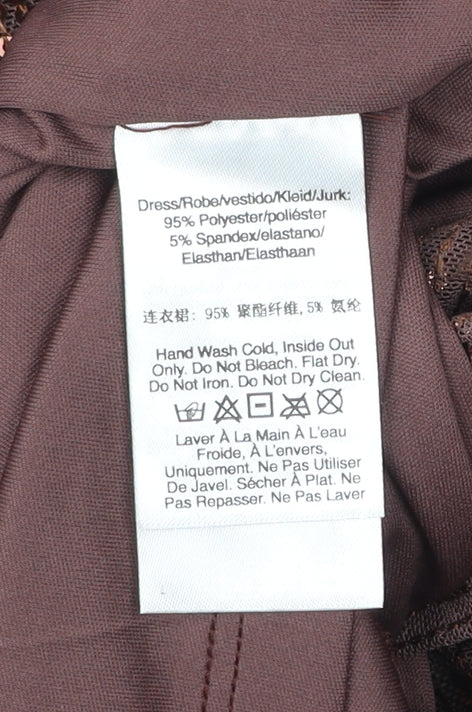 Dress/Robe/vestido/Kleid/Jurk:
95% Polyester/poliéster
5% Spandex/elastano/
Elasthan/Elasthaan
连衣裙: 95% 聚酯纤维,5% 氨纶
Hand Wash Cold, Inside Out
Only. Do Not Bleach. Flat Dry.
Do Not Iron. Do Not Dry Clean.
Laver À La Main À L'eau
Froide, À L'envers,
Uniquement. Ne Pas Utiliser
De Javel. Sécher À Plat. Ne
Pas Repasser. Ne Pas Laver